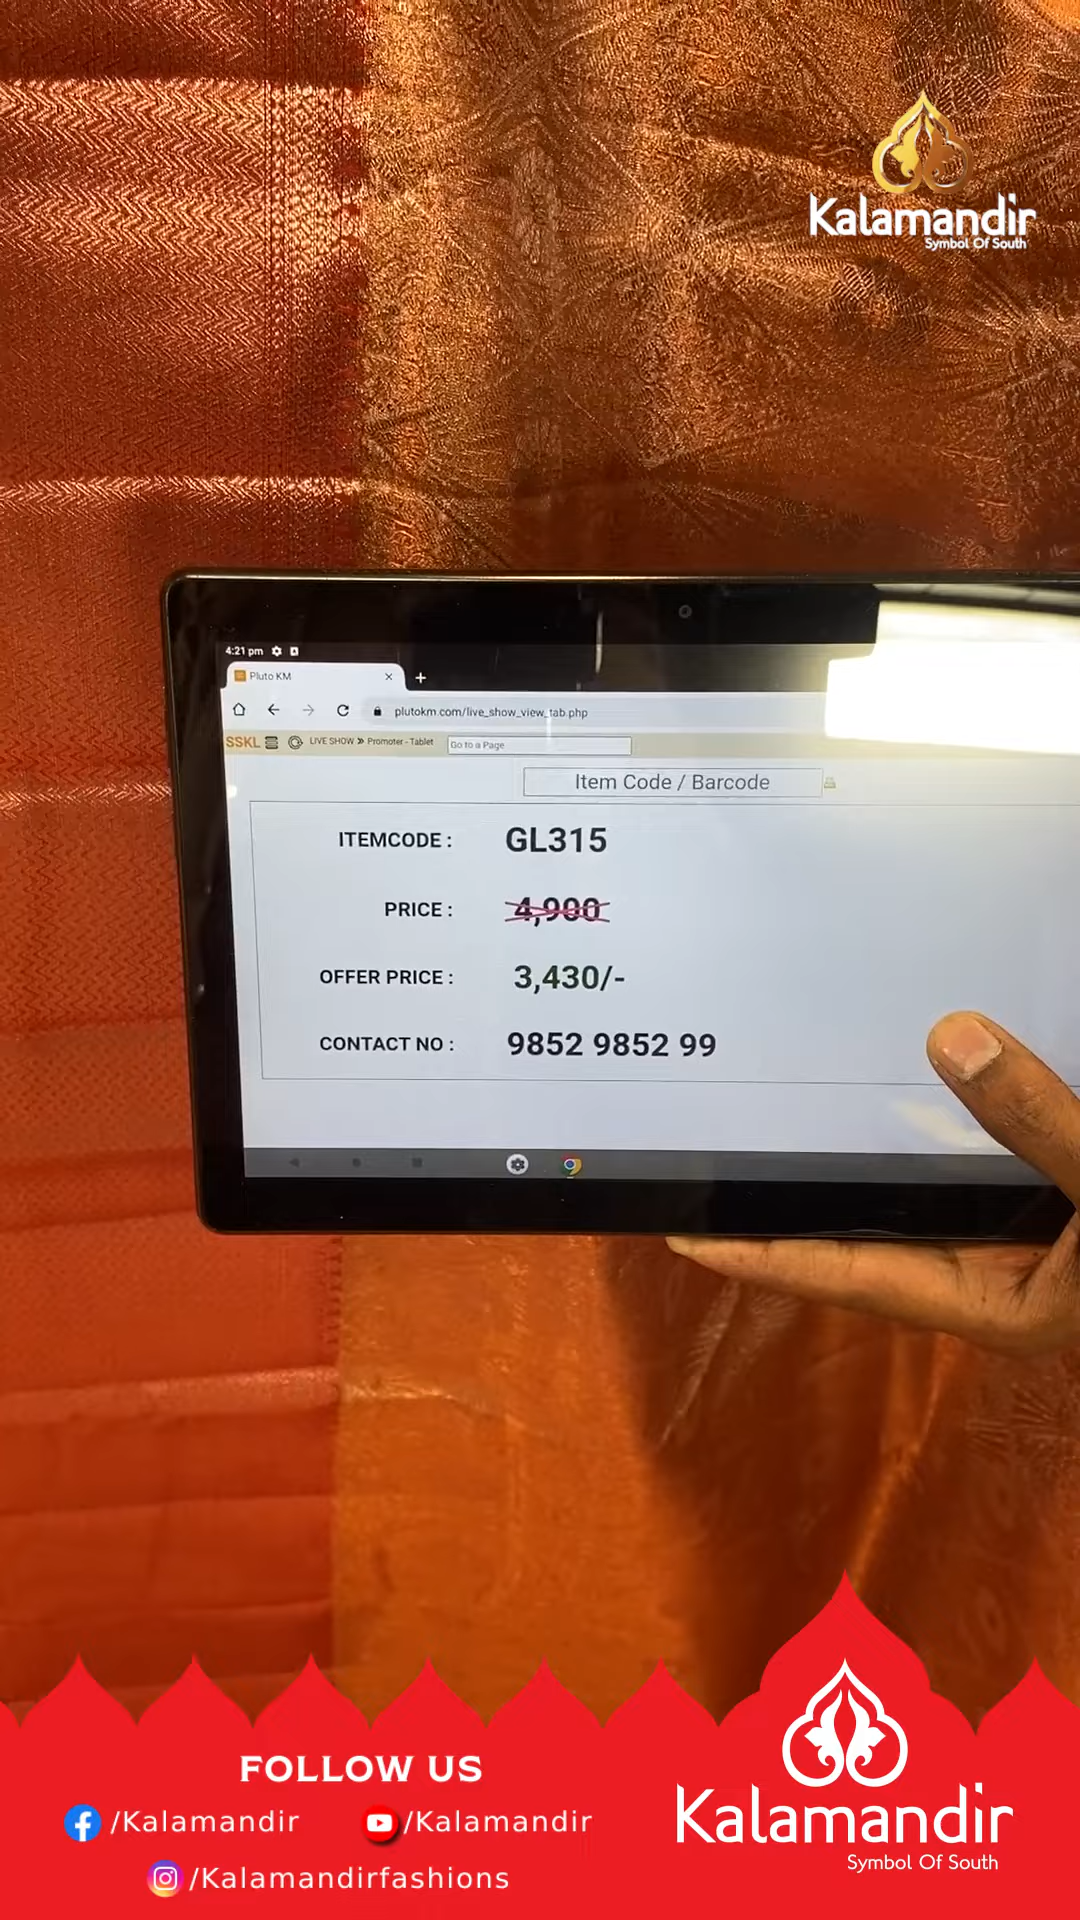 Kalamandir
Symbol Of South
4:21 pm
Pluto KM
plutokm.com/live_show_view_tab.php
SSKL LIVE SHOW » Promoter - Tablet Go to a Page
Item Code / Barcode
ITEMCODE : GL315
PRICE : 4,900
OFFER PRICE : 3,430/-
CONTACT NO : 9852 9852 99
FOLLOW US
/Kalamandir /Kalamandir
/Kalamandirfashions
Kalamandir
Symbol Of South